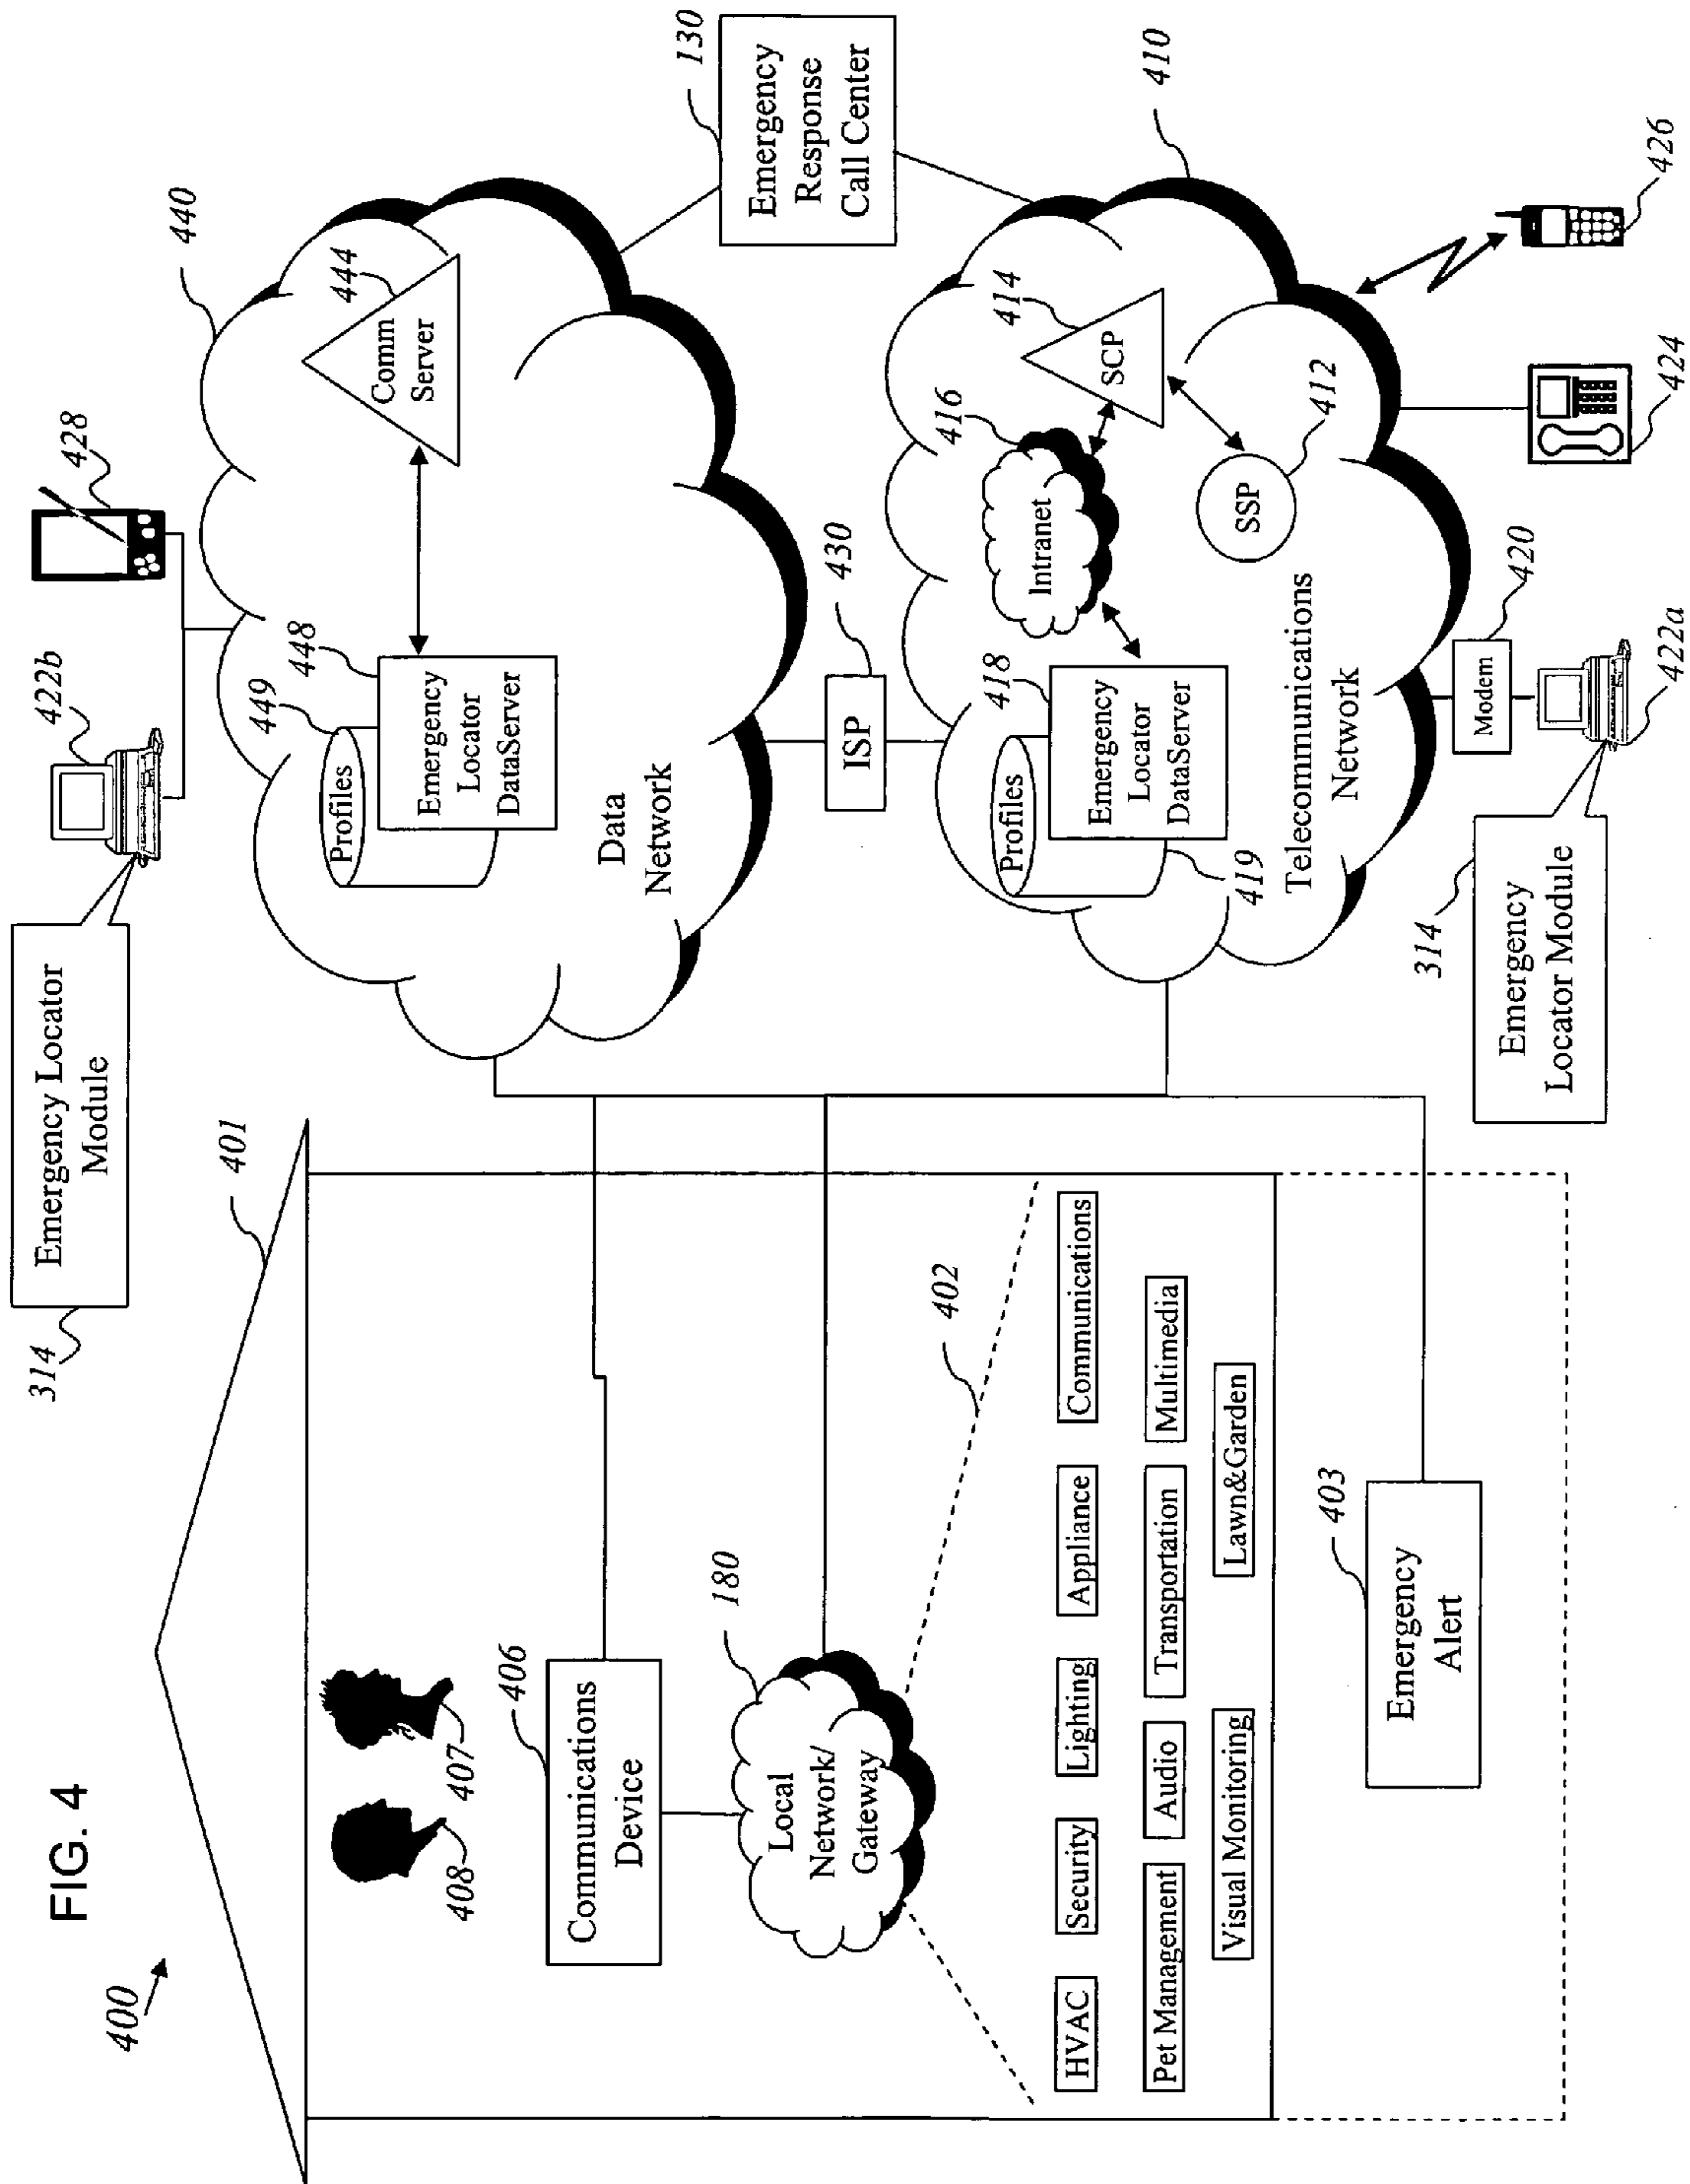 FIG. 4
400
401
314
Emergency Locator
Module
422b
428
440
408
407
406
Communications
Device
180
Local
Network/
Gateway
402
HVAC
Security
Lighting
Appliance
Communications
Pet Management
Audio
Transportation
Multimedia
Visual Monitoring
Lawn&Garden
403
Emergency
Alert
449
Profiles
448
Emergency
Locator
DataServer
444
Comm
Server
Data
Network
430
ISP
130
Emergency
Response
Call Center
410
Profiles
418
Emergency
Locator
DataServer
419
416
Intranet
414
SCP
412
SSP
Telecommunications
Network
314
Emergency
Locator Module
420
Modem
422a
424
426